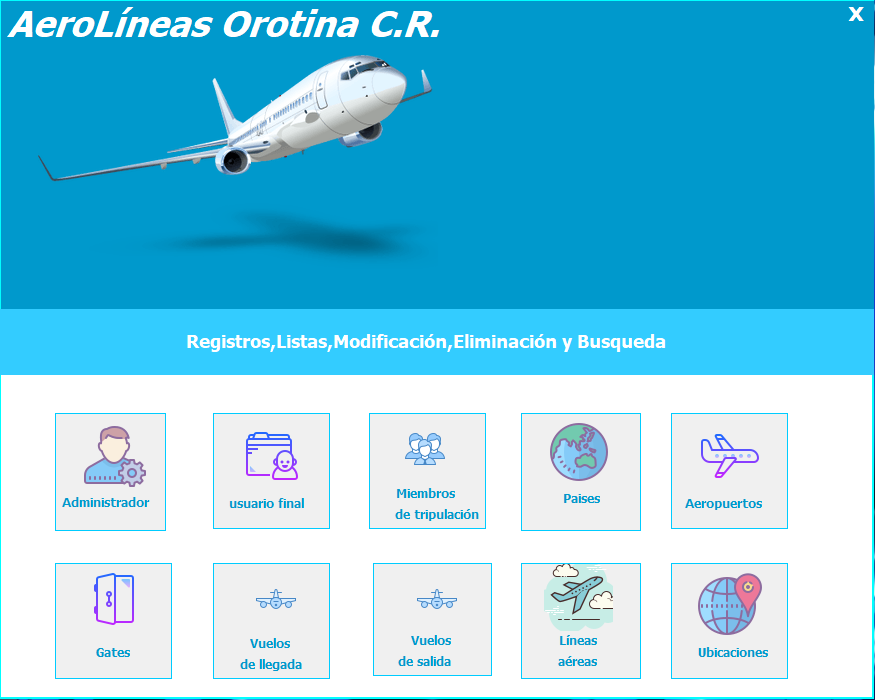 AeroLíneas Orotina C.R.
X
Registros,Listas,Modificación,Eliminación y Busqueda
Administrador
usuario final
Miembros
de tripulación
Paises
Aeropuertos
Gates
Vuelos
de llegada
Vuelos
de salida
Líneas
aéreas
Ubicaciones